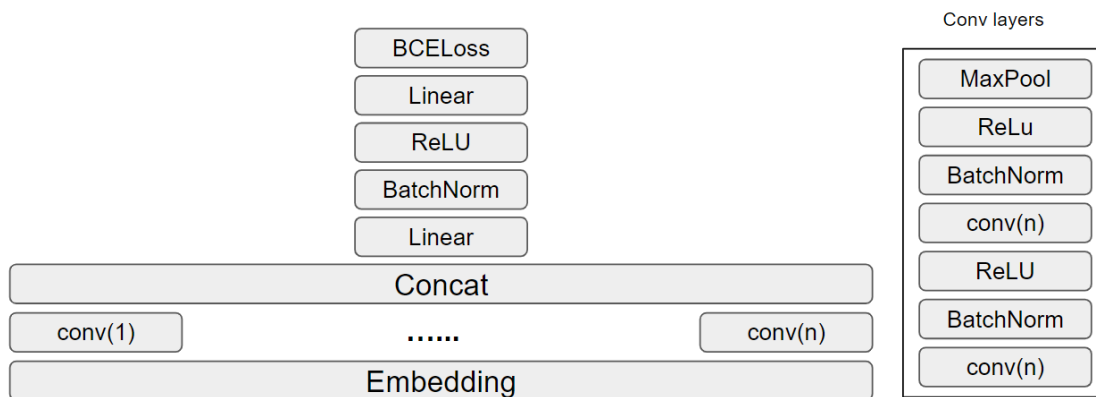 BCELoss
Linear
ReLU
BatchNorm
Linear
Concat
conv(1)
…...
conv(n)
Embedding
Conv layers
MaxPool
ReLu
BatchNorm
conv(n)
ReLU
BatchNorm
conv(n)